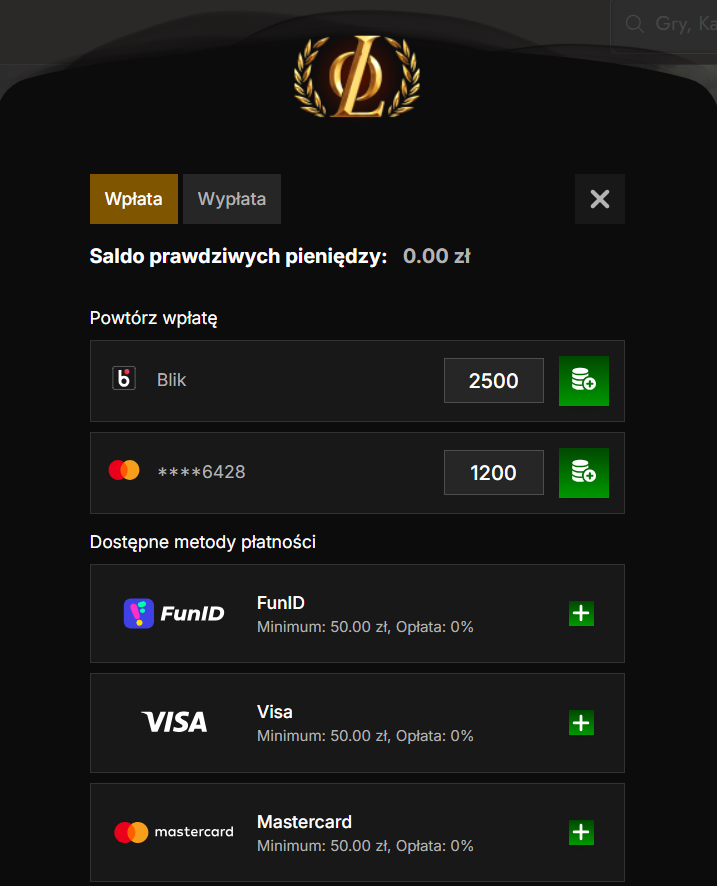 Gry, Ka
Wpłata Wypłata
Saldo prawdziwych pieniędzy: 0.00 zł
Powtórz wpłatę
Blik 2500
****6428 1200
Dostępne metody płatności
FunID FunID
Minimum: 50.00 zł, Opłata: 0%
VISA Visa
Minimum: 50.00 zł, Opłata: 0%
mastercard Mastercard
Minimum: 50.00 zł, Opłata: 0%